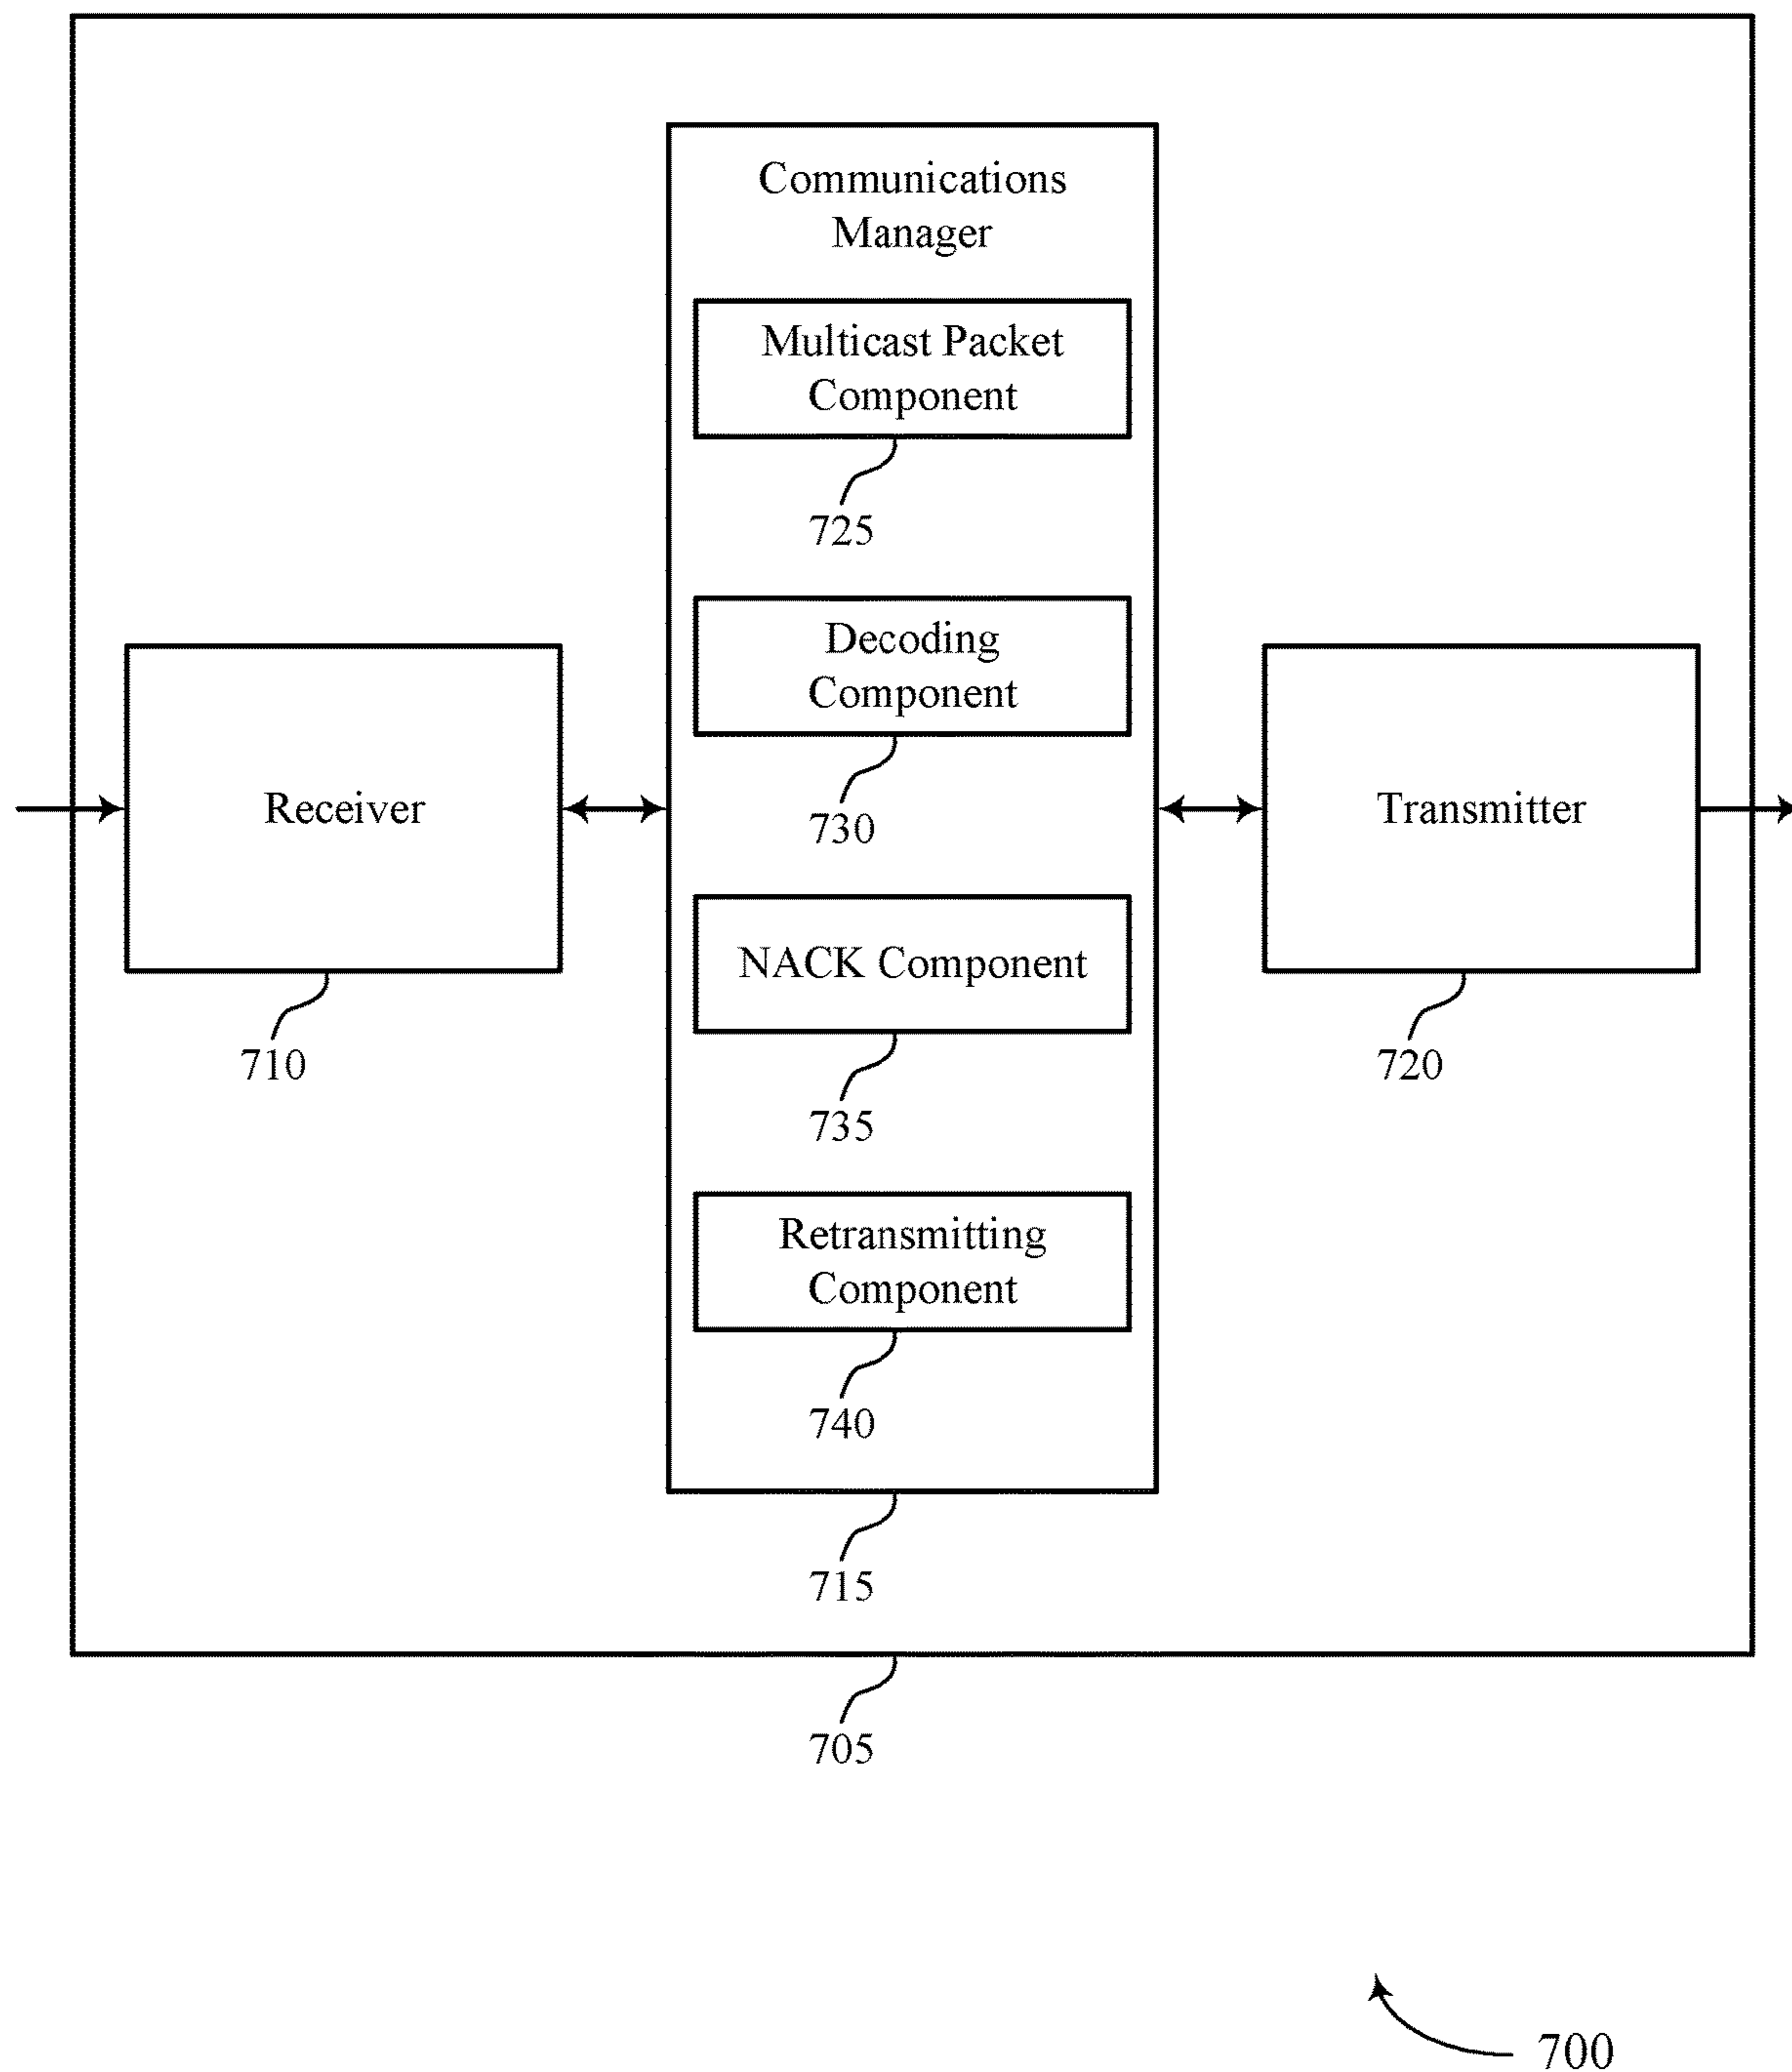 Communications
Manager
Multicast Packet
Component
725
Decoding
Component
730
Receiver
710
Transmitter
720
NACK Component
735
Retransmitting
Component
740
715
705
700